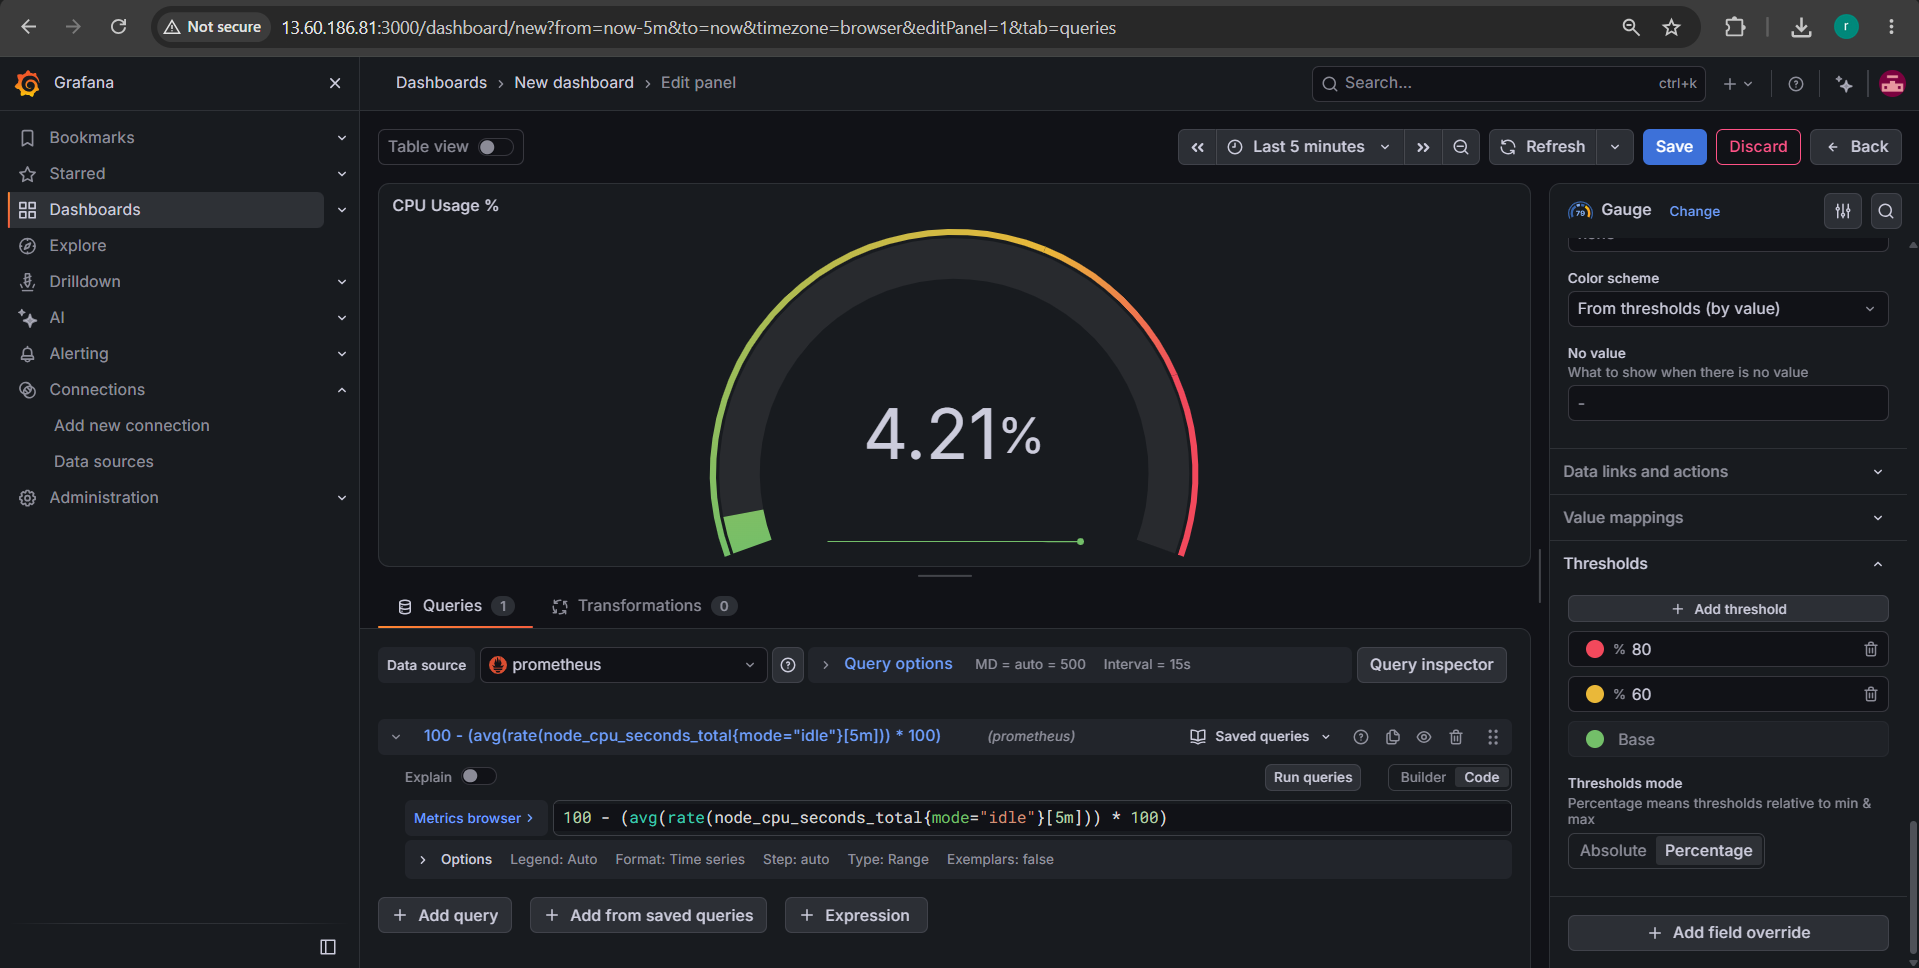 Not secure
13.60.186.81:3000/dashboard/new?from=now-5m&to=now&timezone=browser&editPanel=1&tab=queries
r
Grafana
Dashboards › New dashboard › Edit panel
Search...
ctrl+k
Bookmarks
Starred
Dashboards
Explore
Drilldown
AI
Alerting
Connections
Add new connection
Data sources
Administration
Table view
Last 5 minutes
Refresh
Save
Discard
Back
CPU Usage %
4.21%
Queries 1
Transformations 0
Data source
prometheus
Query options
MD = auto = 500
Interval = 15s
Query inspector
100 - (avg(rate(node_cpu_seconds_total{mode="idle"}[5m])) * 100)
(prometheus)
Saved queries
Explain
Run queries
Builder
Code
Metrics browser
100 - (avg(rate(node_cpu_seconds_total{mode="idle"}[5m])) * 100)
Options
Legend: Auto
Format: Time series
Step: auto
Type: Range
Exemplars: false
+ Add query
+ Add from saved queries
+ Expression
79
Gauge
Change
Color scheme
From thresholds (by value)
No value
What to show when there is no value
-
Data links and actions
Value mappings
Thresholds
+ Add threshold
% 80
% 60
Base
Thresholds mode
Percentage means thresholds relative to min &
max
Absolute
Percentage
+ Add field override